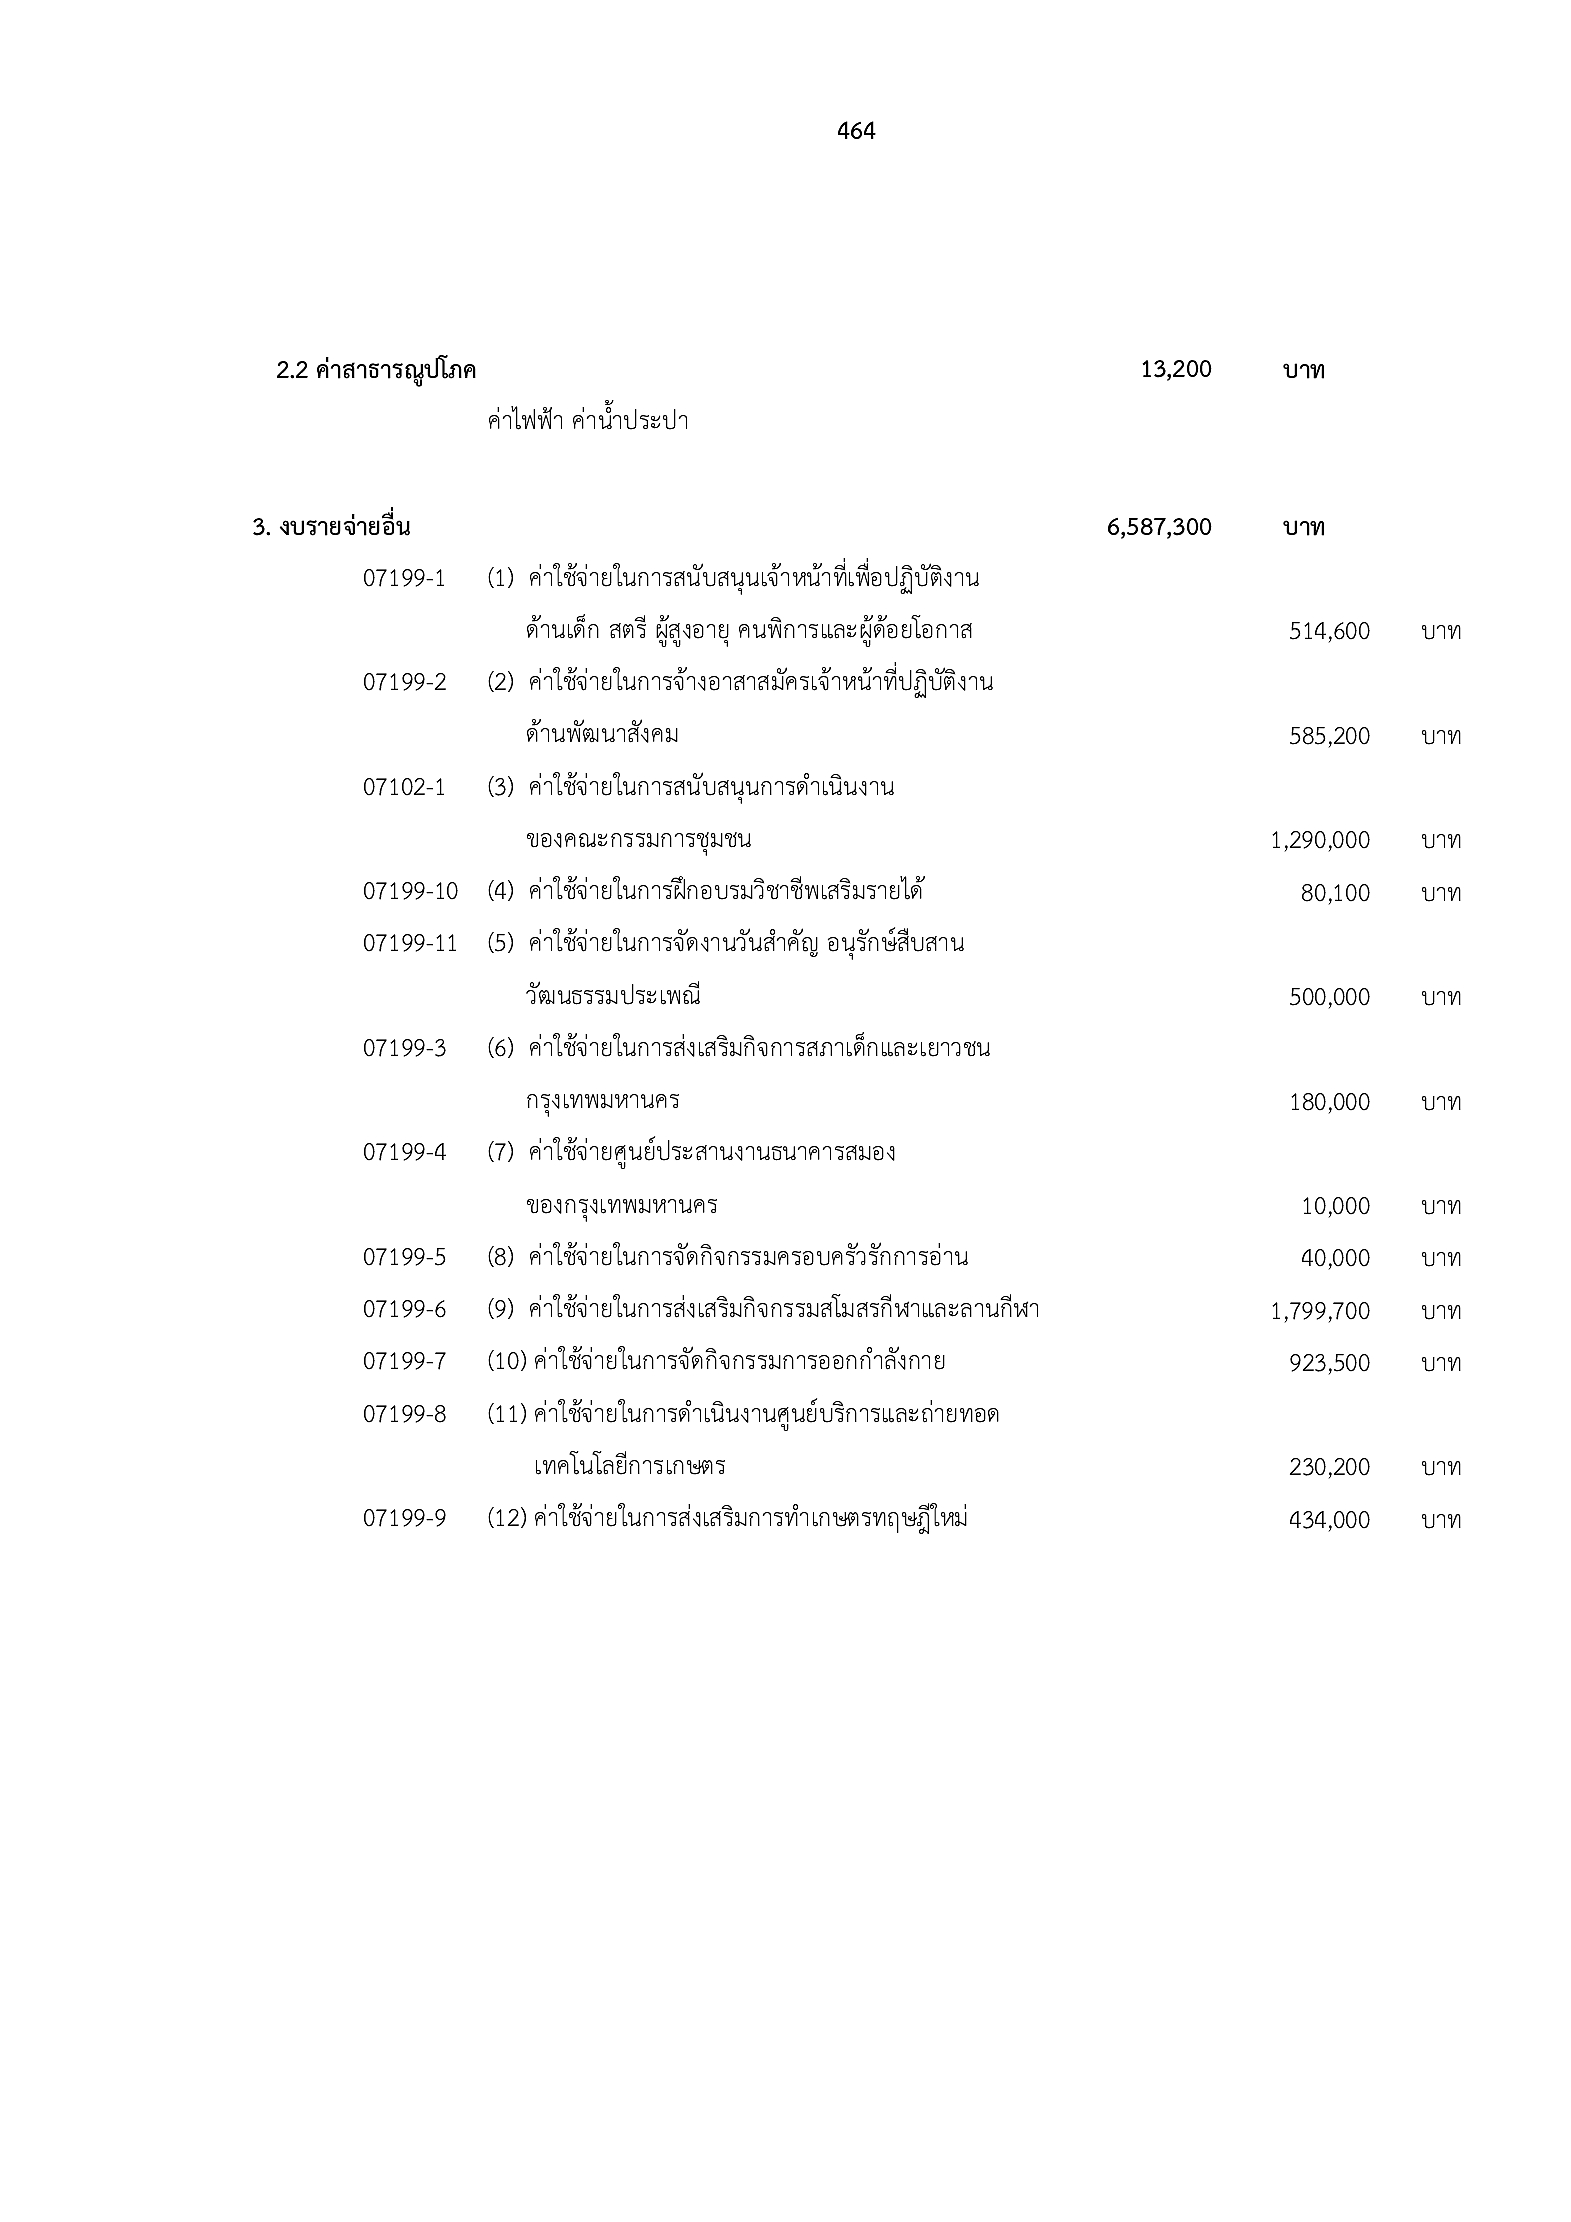 464
2.2 ค่าสาธารณูปโภค 13,200 บาท
ค่าไฟฟ้า ค่าน้ำประปา
3. งบรายจ่ายอื่น 6,587,300 บาท
07199-1 (1) ค่าใช้จ่ายในการสนับสนุนเจ้าหน้าที่เพื่อปฏิบัติงาน
ด้านเด็ก สตรี ผู้สูงอายุ คนพิการและผู้ด้อยโอกาส 514,600 บาท
07199-2 (2) ค่าใช้จ่ายในการจ้างอาสาสมัครเจ้าหน้าที่ปฏิบัติงาน
ด้านพัฒนาสังคม 585,200 บาท
07102-1 (3) ค่าใช้จ่ายในการสนับสนุนการดำเนินงาน
ของคณะกรรมการชุมชน 1,290,000 บาท
07199-10 (4) ค่าใช้จ่ายในการฝึกอบรมวิชาชีพเสริมรายได้ 80,100 บาท
07199-11 (5) ค่าใช้จ่ายในการจัดงานวันสำคัญ อนุรักษ์สืบสาน
วัฒนธรรมประเพณี 500,000 บาท
07199-3 (6) ค่าใช้จ่ายในการส่งเสริมกิจการสภาเด็กและเยาวชน
กรุงเทพมหานคร 180,000 บาท
07199-4 (7) ค่าใช้จ่ายศูนย์ประสานงานธนาคารสมอง
ของกรุงเทพมหานคร 10,000 บาท
07199-5 (8) ค่าใช้จ่ายในการจัดกิจกรรมครอบครัวรักการอ่าน 40,000 บาท
07199-6 (9) ค่าใช้จ่ายในการส่งเสริมกิจกรรมสโมสรกีฬาและลานกีฬา 1,799,700 บาท
07199-7 (10) ค่าใช้จ่ายในการจัดกิจกรรมการออกกำลังกาย 923,500 บาท
07199-8 (11) ค่าใช้จ่ายในการดำเนินงานศูนย์บริการและถ่ายทอด
เทคโนโลยีการเกษตร 230,200 บาท
07199-9 (12) ค่าใช้จ่ายในการส่งเสริมการทำเกษตรทฤษฎีใหม่ 434,000 บาท